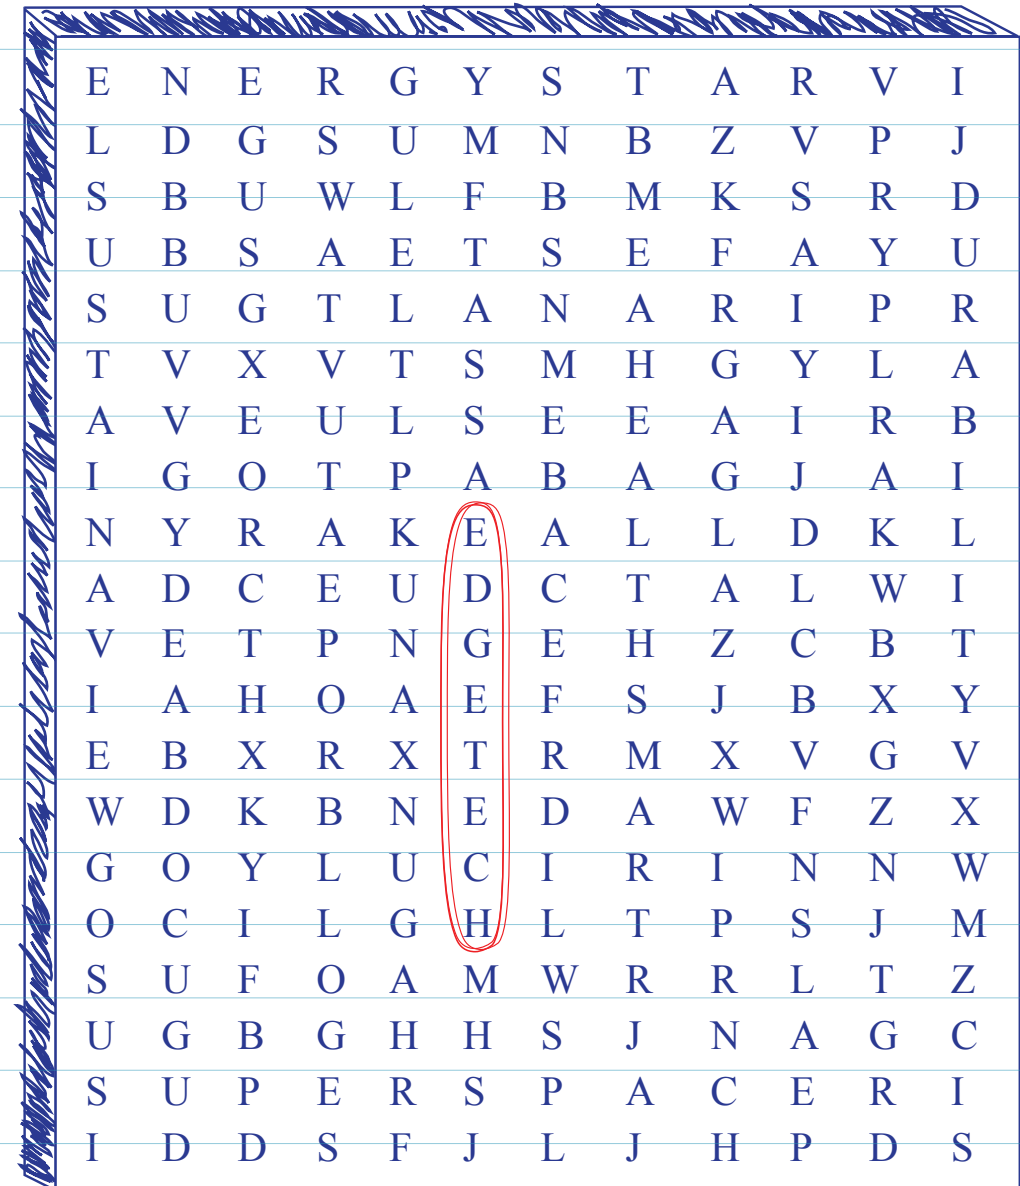 E N E R G Y S T A R V I
L D G S U M N B Z V P J
S B U W L F B M K S R D
U B S A E T S E F A Y U
S U G T L A N A R I P R
T V X V T S M H G Y L A
A V E U L S E E A I R B
I G O T P A B A G J A I
N Y R A K E A L L D K L
A D C E U D C T A L W I
V E T P N G E H Z C B T
I A H O A E F S J B X Y
E B X R X T R M X V G V
W D K B N E D A W F Z X
G O Y L U C I R I N N W
O C I L G H L T P S J M
S U F O A M W R R L T Z
U G B G H H S J N A G C
S U P E R S P A C E R I
I D D S F J L J H P D S